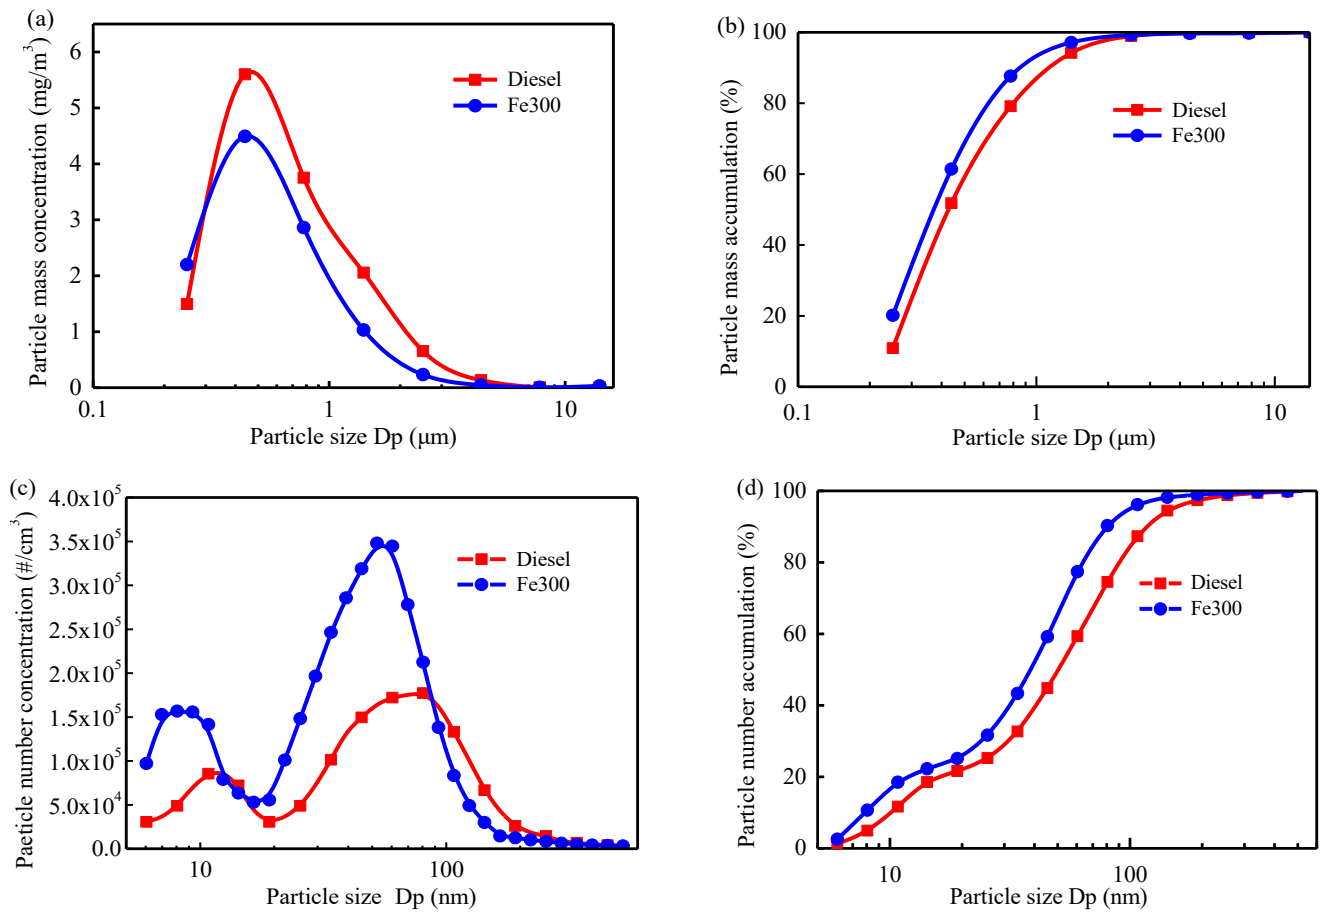 (a)
Particle mass concentration (mg/m³)
6
5
4
3
2
1
0
0.1
1
10
Particle size Dp (μm)
Diesel
Fe300
(b)
Particle mass accumulation (%)
100
80
60
40
20
0
0.1
1
10
Particle size Dp (μm)
Diesel
Fe300
(c)
Paeticle number concentration (#/cm³)
4.0x10⁵
3.5x10⁵
3.0x10⁵
2.5x10⁵
2.0x10⁵
1.5x10⁵
1.0x10⁵
5.0x10⁴
0.0
10
100
Particle size Dp (nm)
Diesel
Fe300
(d)
Particle number accumulation (%)
100
80
60
40
20
0
10
100
Particle size Dp (nm)
Diesel
Fe300